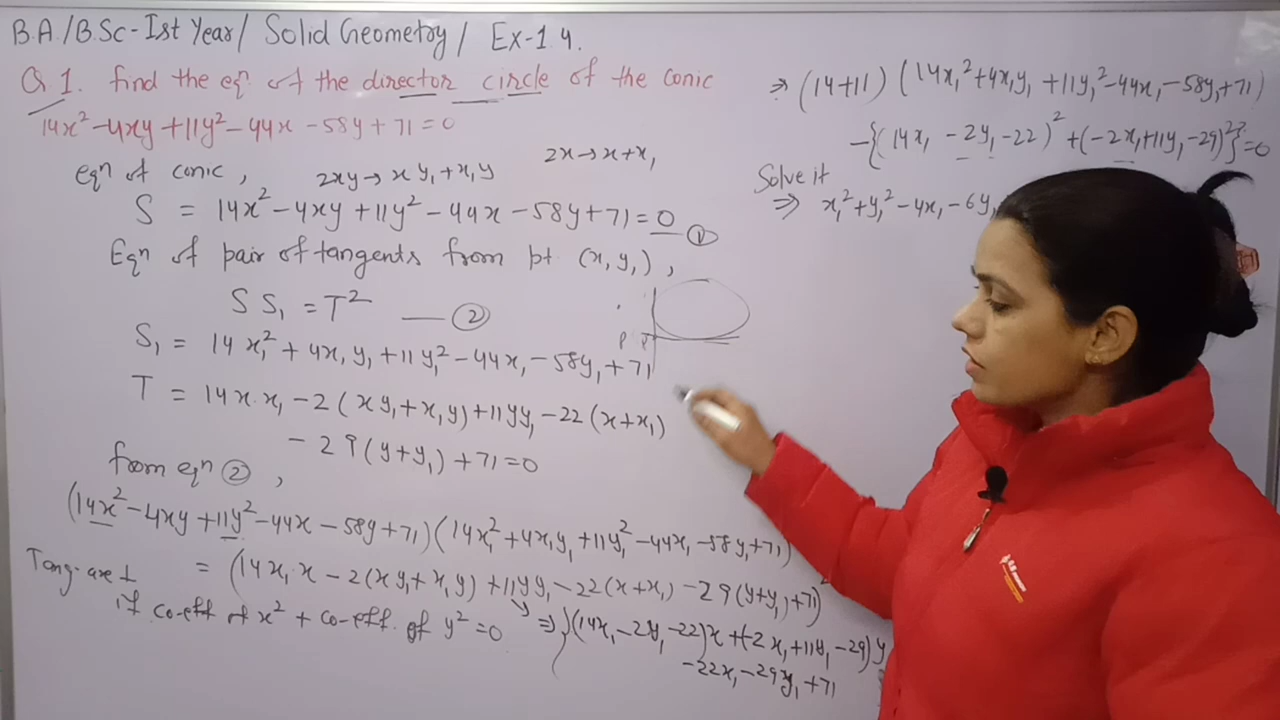 B.A./B.Sc-Ist Year/ Solid Geometry/ Ex-1.4.
Q 1. find the eqn of the director circle of the conic
14x² -4xy +11y² -44x -58y +71=0
eqn of conic,
2xy→ xy₁+x₁y
2x→x+x₁
S = 14x² -4xy +11y² -44x -58y+71=0 —①
Eqn of pair of tangents from pt. (x₁y₁),
S S₁ = T² —②
P
S₁ = 14x₁² + 4x₁y₁ +11y₁² -44x₁ -58y₁ +71
T = 14x.x₁ -2(xy₁+x₁y)+11yy₁ -22(x+x₁)
-29(y+y₁)+71=0
from eqn ②,
(14x² -4xy +11y² -44x -58y+71)(14x₁² +4x₁y₁ +11y₁² -44x₁ -58y₁+71)
= (14x₁x -2(xy₁+x₁y) +11yy₁ -22(x+x₁) -29(y+y₁)+71)²
Tang. are ⊥
if co-eff of x² + co-eff. of y² =0
⇒ {(14x₁ -2y₁ -22)x +(-2x₁+11y₁ -29)y
-22x₁ -29y₁ +71
⇒ (14+11)(14x₁²+4x₁y₁ +11y₁² -44x₁ -58y₁+71)
-{(14x₁ -2y₁ -22)² +(-2x₁+11y₁ -29)²}=0
Solve it
⇒ x₁²+y₁² -4x₁ -6y₁